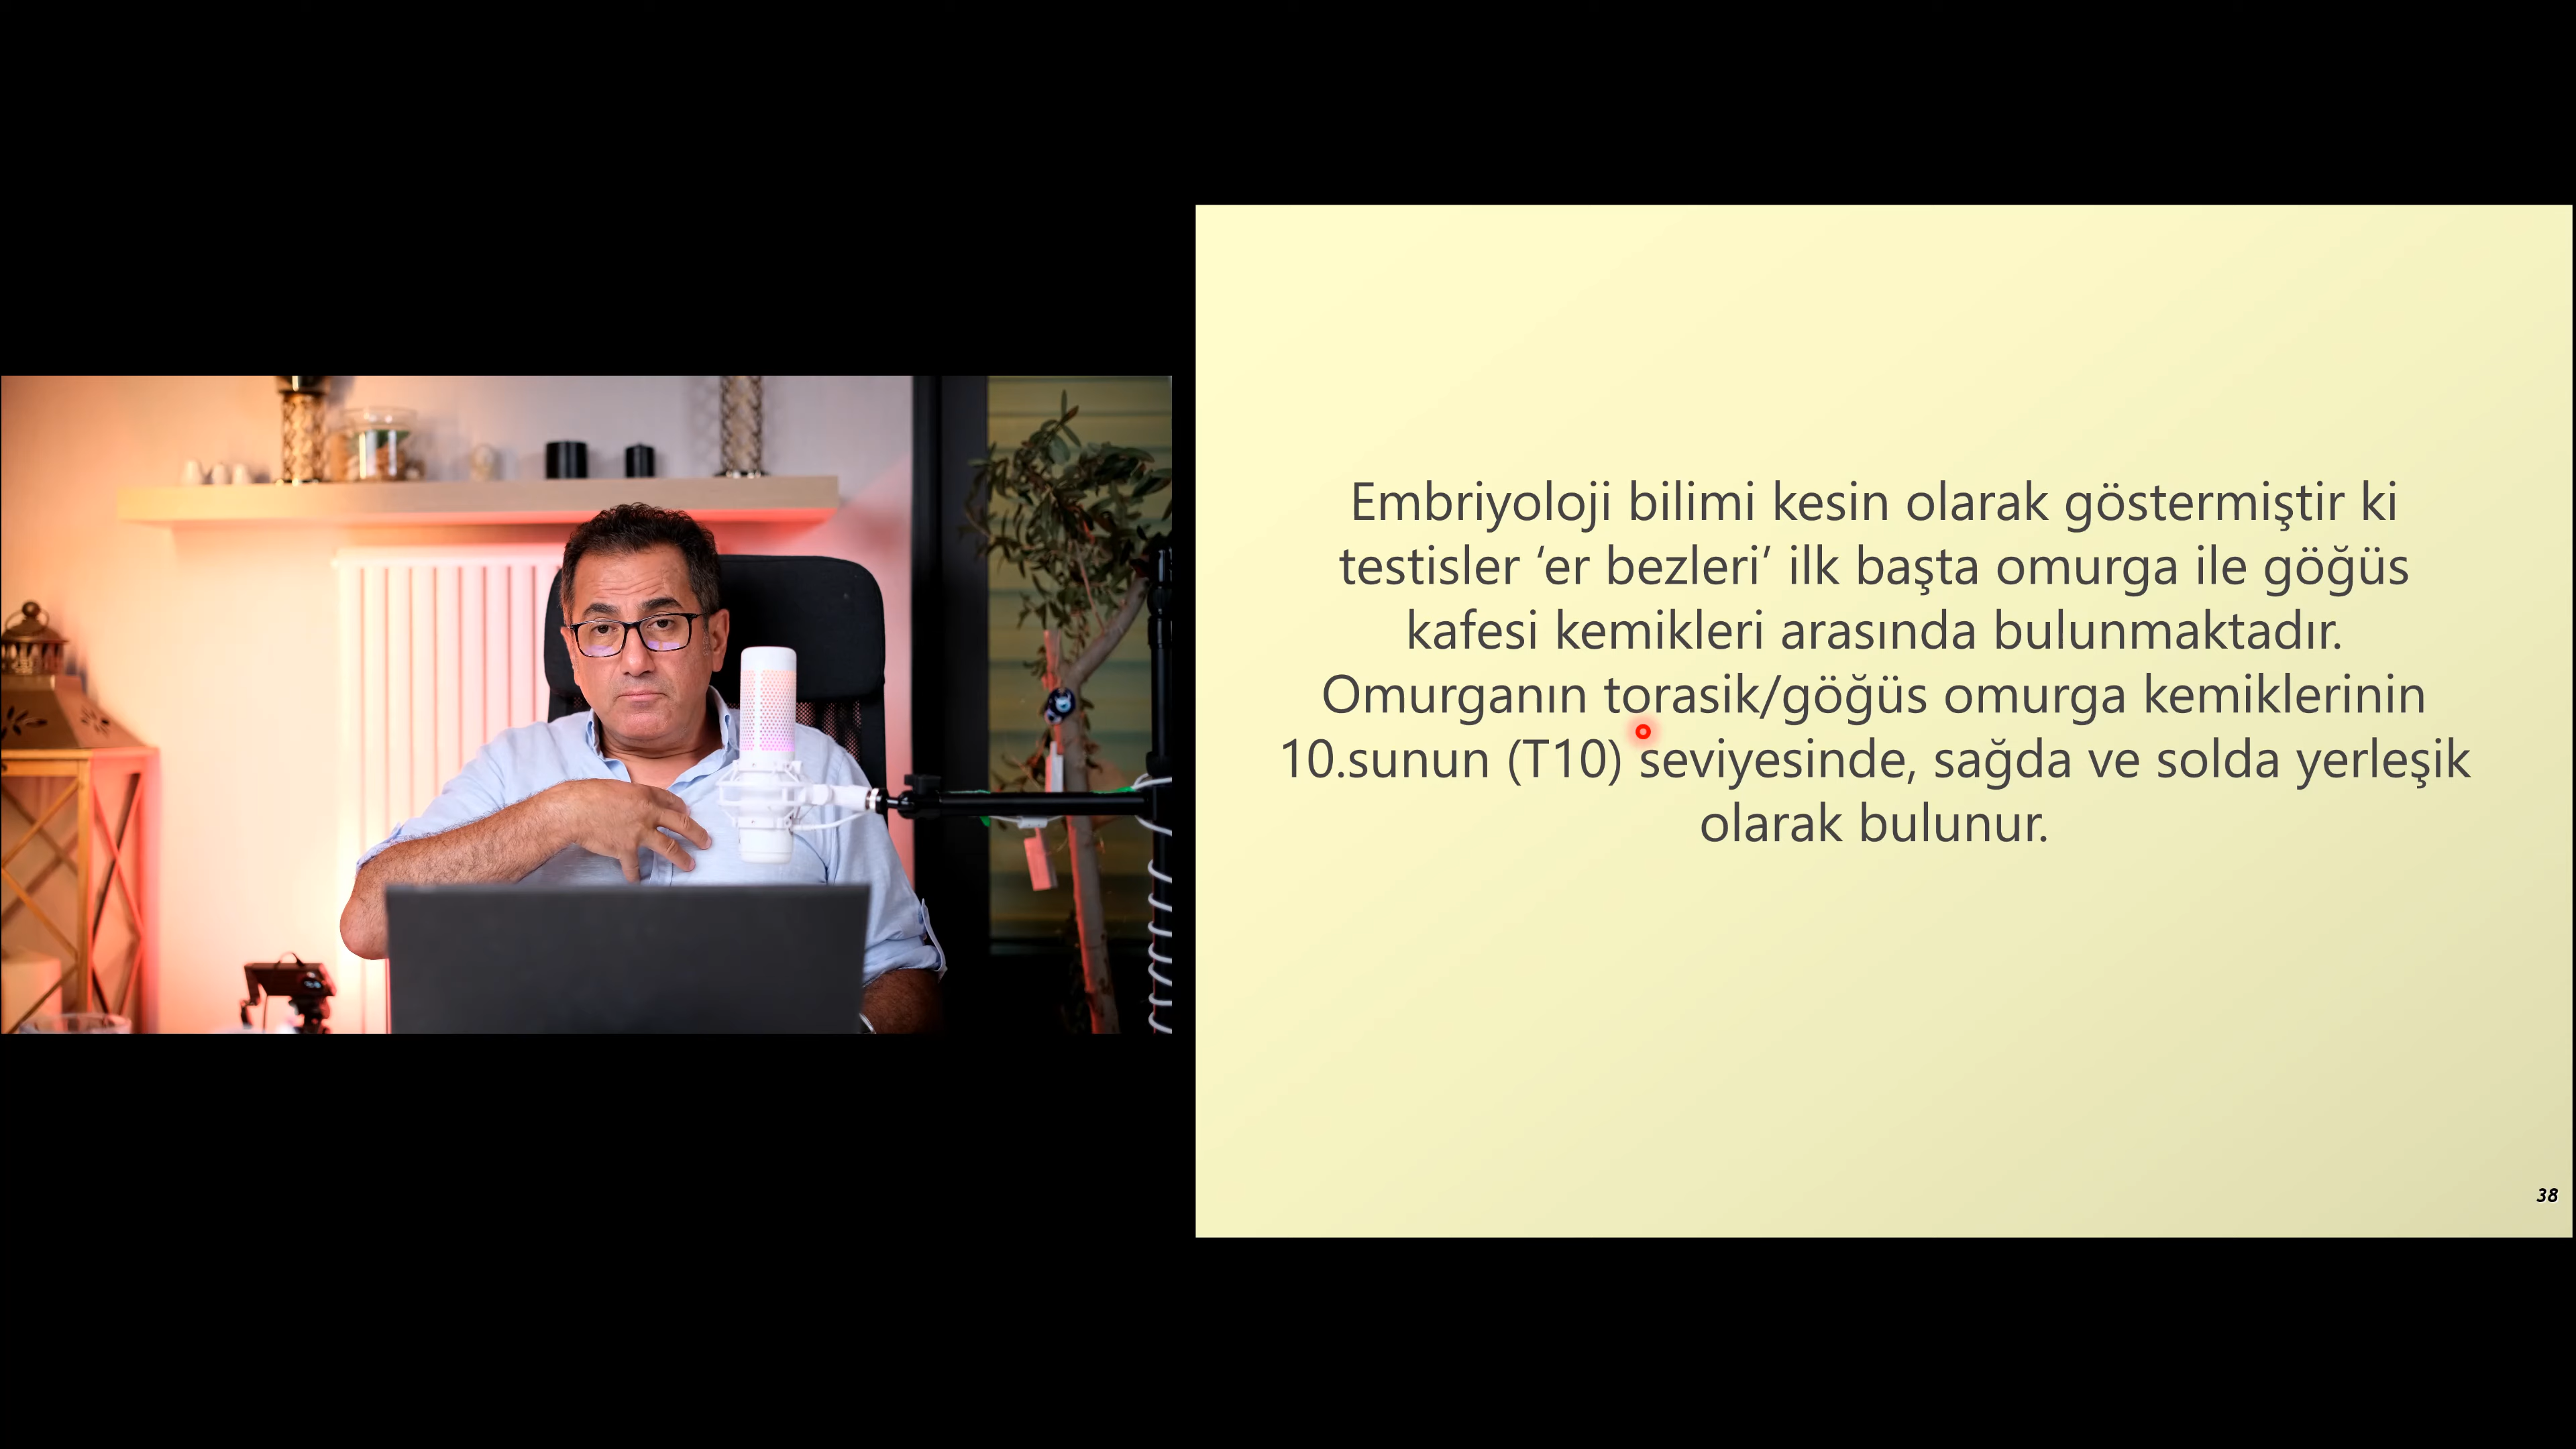 Embriyoloji bilimi kesin olarak göstermiştir ki
testisler ‘er bezleri’ ilk başta omurga ile göğüs
kafesi kemikleri arasında bulunmaktadır.
Omurganın torasik/göğüs omurga kemiklerinin
10.sunun (T10) seviyesinde, sağda ve solda yerleşik
olarak bulunur.
38